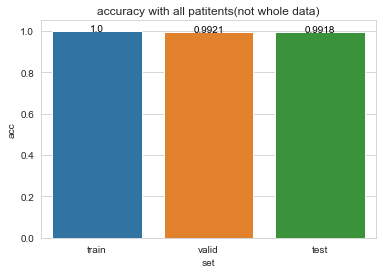 accuracy with all patitents(not whole data)
1.0
0.9921
0.9918
1.0
0.8
0.6
0.4
0.2
0.0
acc
train
valid
test
set